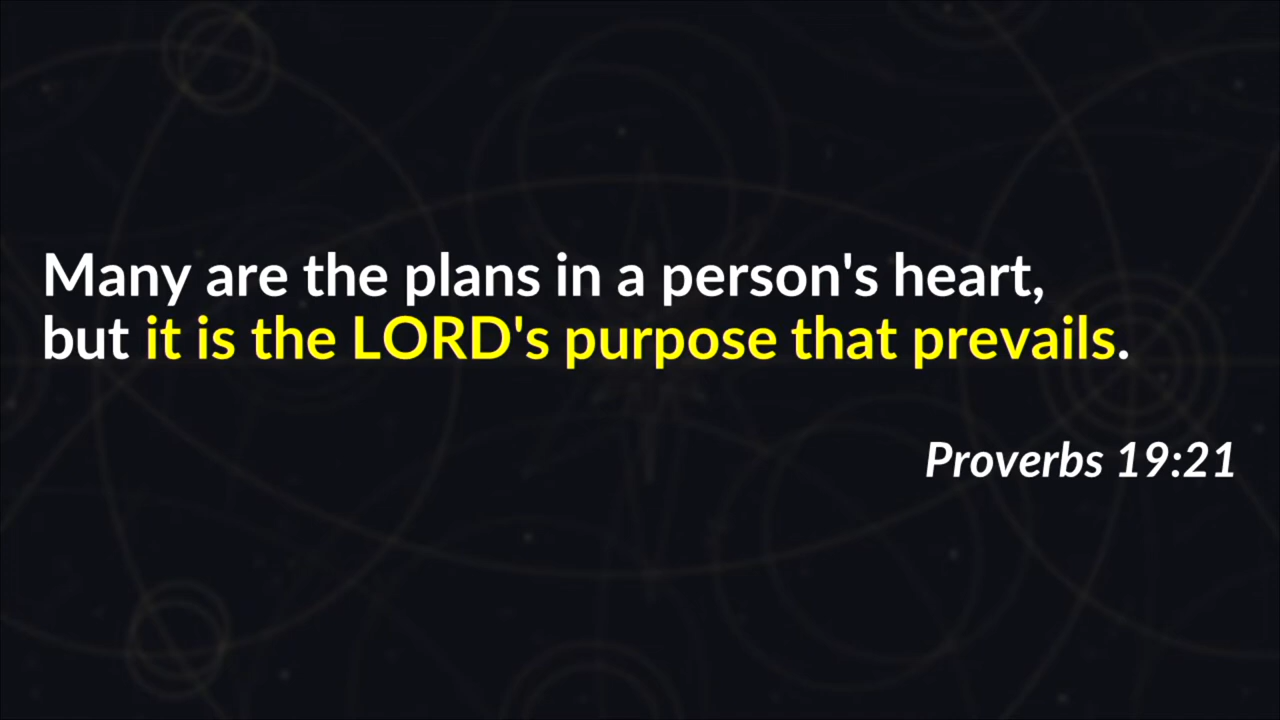 Many are the plans in a person's heart,
but it is the LORD's purpose that prevails.
Proverbs 19:21